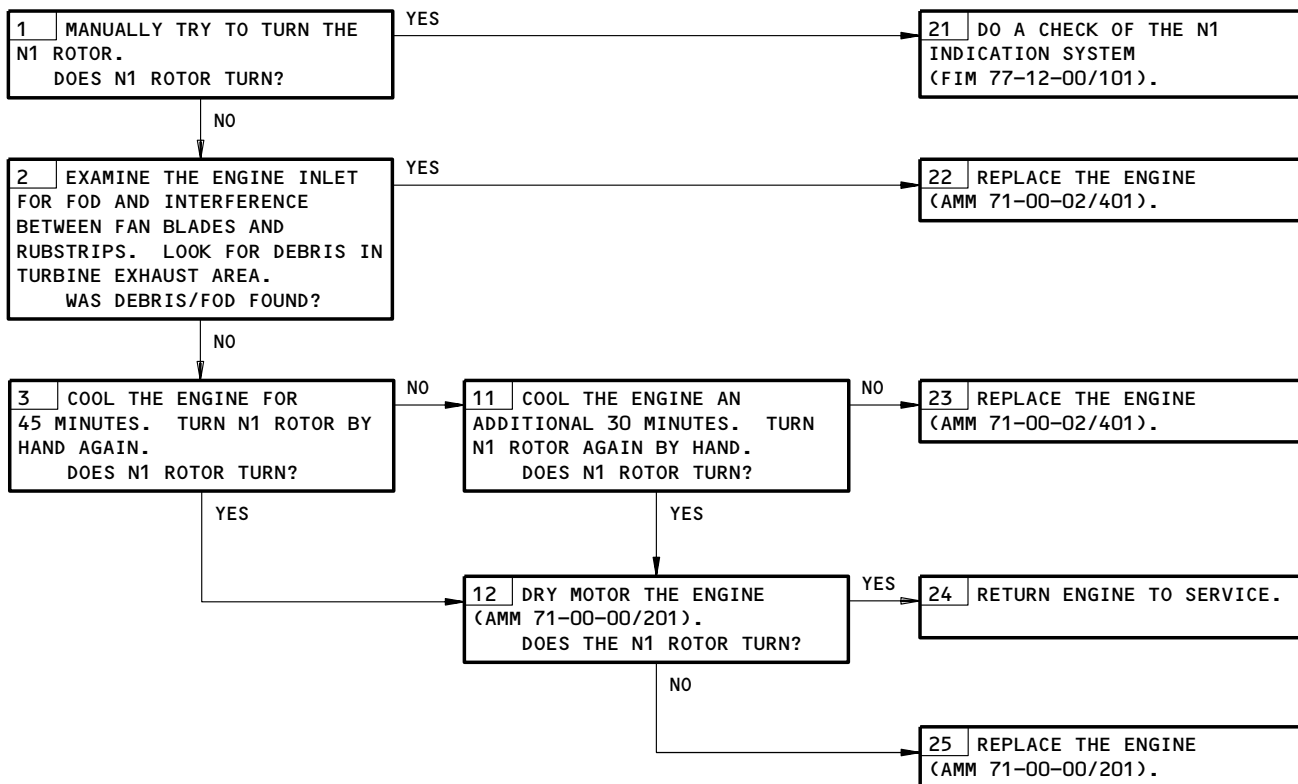 1 MANUALLY TRY TO TURN THE
N1 ROTOR.
DOES N1 ROTOR TURN?
YES
21 DO A CHECK OF THE N1
INDICATION SYSTEM
(FIM 77-12-00/101).
NO
2 EXAMINE THE ENGINE INLET
FOR FOD AND INTERFERENCE
BETWEEN FAN BLADES AND
RUBSTRIPS. LOOK FOR DEBRIS IN
TURBINE EXHAUST AREA.
WAS DEBRIS/FOD FOUND?
YES
22 REPLACE THE ENGINE
(AMM 71-00-02/401).
NO
3 COOL THE ENGINE FOR
45 MINUTES. TURN N1 ROTOR BY
HAND AGAIN.
DOES N1 ROTOR TURN?
NO
11 COOL THE ENGINE AN
ADDITIONAL 30 MINUTES. TURN
N1 ROTOR AGAIN BY HAND.
DOES N1 ROTOR TURN?
NO
23 REPLACE THE ENGINE
(AMM 71-00-02/401).
YES
YES
12 DRY MOTOR THE ENGINE
(AMM 71-00-00/201).
DOES THE N1 ROTOR TURN?
YES
24 RETURN ENGINE TO SERVICE.
NO
25 REPLACE THE ENGINE
(AMM 71-00-00/201).